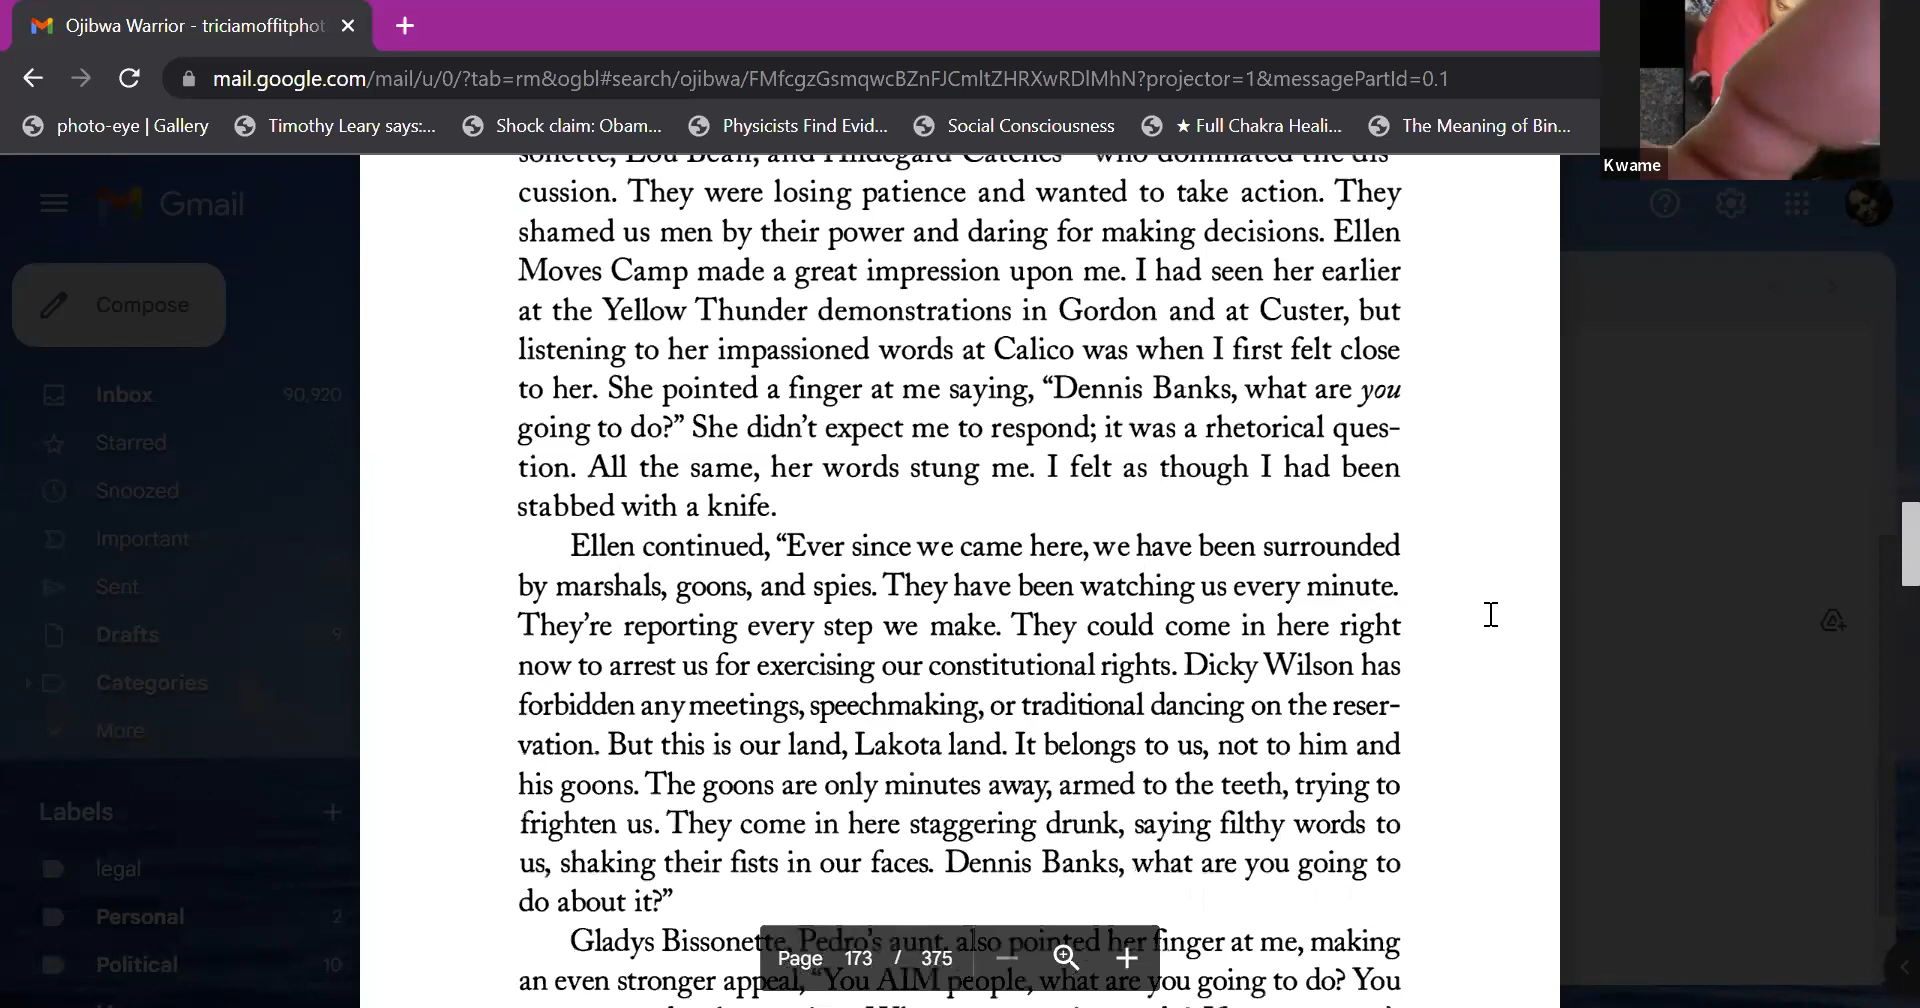 Ojibwa Warrior - triciamoffitphot
mail.google.com/mail/u/0/?tab=rm&ogbl#search/ojibwa/FMfcgzGsmqwcBZnFJCmltZHRXwRDlMhN?projector=1&messagePartId=0.1
photo-eye | Gallery
Timothy Leary says:...
Shock claim: Obam...
Physicists Find Evid...
Social Consciousness
★ Full Chakra Heali...
The Meaning of Bin...
Kwame
Gmail
Compose
Inbox 90,920
Starred
Snoozed
Important
Sent
Drafts 9
Categories
More
Labels
legal
Personal 2
Political 10
sonette, Lou Bean, and Hildegard Catches—who dominated the dis-
cussion. They were losing patience and wanted to take action. They
shamed us men by their power and daring for making decisions. Ellen
Moves Camp made a great impression upon me. I had seen her earlier
at the Yellow Thunder demonstrations in Gordon and at Custer, but
listening to her impassioned words at Calico was when I first felt close
to her. She pointed a finger at me saying, “Dennis Banks, what are you
going to do?” She didn’t expect me to respond; it was a rhetorical ques-
tion. All the same, her words stung me. I felt as though I had been
stabbed with a knife.
Ellen continued, “Ever since we came here, we have been surrounded
by marshals, goons, and spies. They have been watching us every minute.
They’re reporting every step we make. They could come in here right
now to arrest us for exercising our constitutional rights. Dicky Wilson has
forbidden any meetings, speechmaking, or traditional dancing on the reser-
vation. But this is our land, Lakota land. It belongs to us, not to him and
his goons. The goons are only minutes away, armed to the teeth, trying to
frighten us. They come in here staggering drunk, saying filthy words to
us, shaking their fists in our faces. Dennis Banks, what are you going to
do about it?”
Gladys Bissonette, Pedro’s aunt, also pointed her finger at me, making
an even stronger appeal, “You AIM people, what are you going to do? You
Page 173 / 375